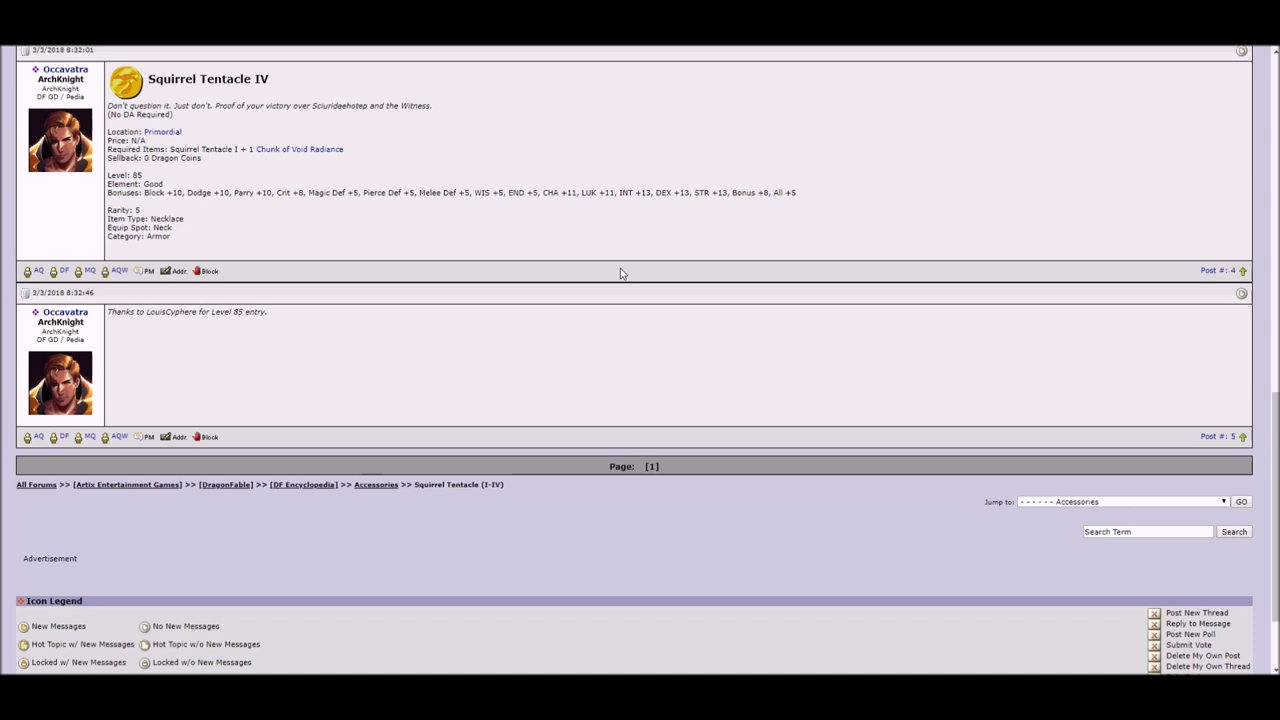 3/3/2018 8:32:01
Occavatra
ArchKnight
ArchKnight
DF GD / Pedia
Squirrel Tentacle IV
Don't question it. Just don't. Proof of your victory over Sciuridaehotep and the Witness.
(No DA Required)
Location: Primordial
Price: N/A
Required Items: Squirrel Tentacle I + 1 Chunk of Void Radiance
Sellback: 0 Dragon Coins
Level: 85
Element: Good
Bonuses: Block +10, Dodge +10, Parry +10, Crit +8, Magic Def +5, Pierce Def +5, Melee Def +5, WIS +5, END +5, CHA +11, LUK +11, INT +13, DEX +13, STR +13, Bonus +8, All +5
Rarity: 5
Item Type: Necklace
Equip Spot: Neck
Category: Armor
AQ DF MQ AQW PM Addr. Block Post #: 4
3/3/2018 8:32:46
Occavatra
ArchKnight
ArchKnight
DF GD / Pedia
Thanks to LouisCyphere for Level 85 entry.
AQ DF MQ AQW PM Addr. Block Post #: 5
Page: [1]
All Forums >> [Artix Entertainment Games] >> [DragonFable] >> [DF Encyclopedia] >> Accessories >> Squirrel Tentacle (I-IV)
Jump to: - - - - - - Accessories GO
Search Term Search
Advertisement
Icon Legend
New Messages No New Messages
Hot Topic w/ New Messages Hot Topic w/o New Messages
Locked w/ New Messages Locked w/o New Messages
Post New Thread
Reply to Message
Post New Poll
Submit Vote
Delete My Own Post
Delete My Own Thread